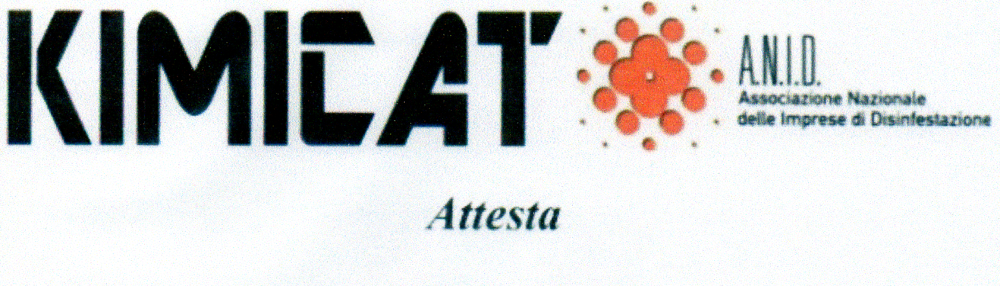 KIMICAT
A.N.I.D.
Associazione Nazionale
delle Imprese di Disinfestazione
Attesta